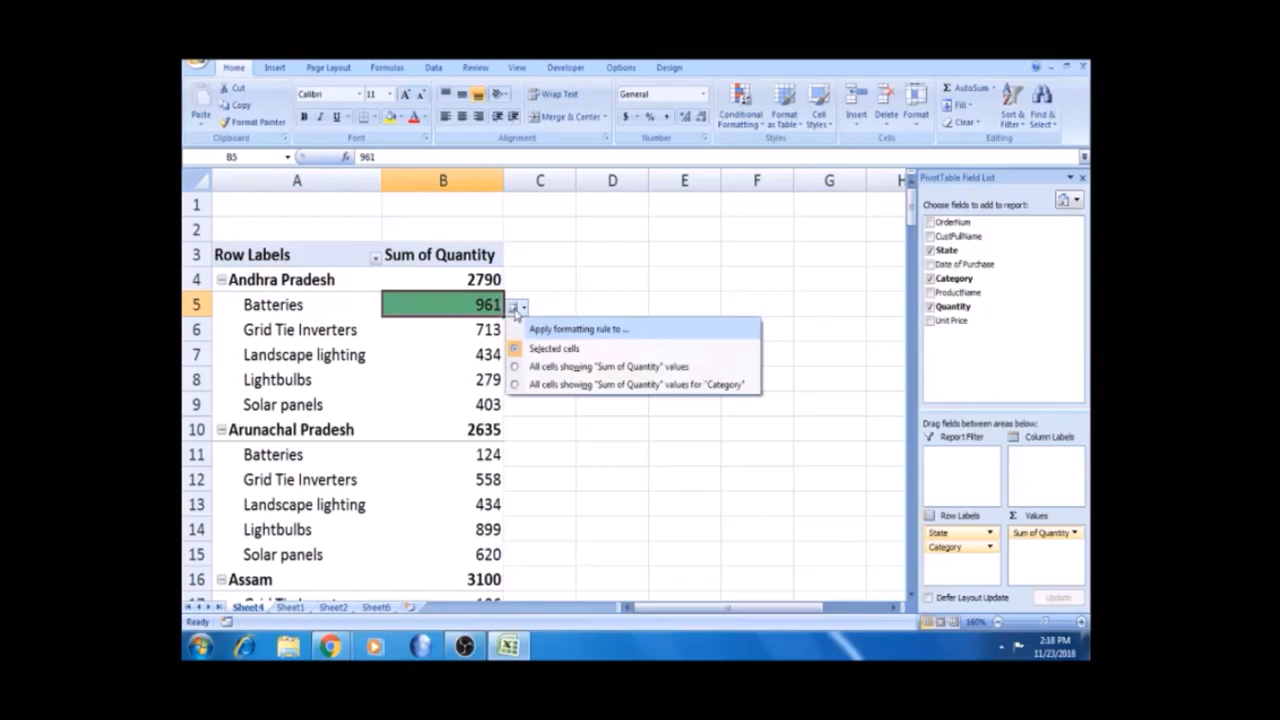 Home Insert Page Layout Formulas Data Review View Developer Options Design
Cut
Copy
Paste
Format Painter
Clipboard
Calibri 11
B I U
Font
Wrap Text
Merge & Center
Alignment
General
$ % ,
Number
Conditional Formatting
Format as Table
Cell Styles
Styles
Insert Delete Format
Cells
Σ AutoSum
Fill
Clear
Sort & Filter
Find & Select
Editing
B5 fx 961
A B C D E F G H
1
2
3 Row Labels Sum of Quantity
4 Andhra Pradesh 2790
5 Batteries 961
6 Grid Tie Inverters 713
7 Landscape lighting 434
8 Lightbulbs 279
9 Solar panels 403
10 Arunachal Pradesh 2635
11 Batteries 124
12 Grid Tie Inverters 558
13 Landscape lighting 434
14 Lightbulbs 899
15 Solar panels 620
16 Assam 3100
Apply formatting rule to ...
Selected cells
All cells showing "Sum of Quantity" values
All cells showing "Sum of Quantity" values for "Category"
PivotTable Field List
Choose fields to add to report:
OrderNum
CustFullName
State
Date of Purchase
Category
ProductName
Quantity
Unit Price
Drag fields between areas below:
Report Filter Column Labels
Row Labels Σ Values
State Sum of Quantity
Category
Defer Layout Update Update
Sheet4 Sheet1 Sheet2 Sheet6
Ready 160%
2:18 PM
11/23/2018